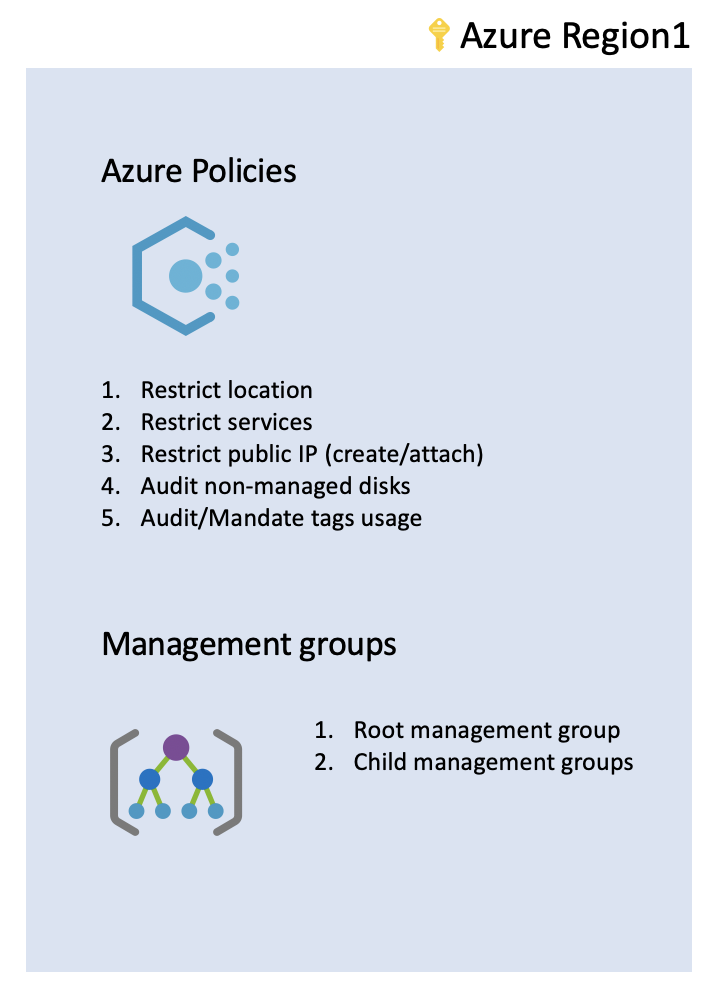 Azure Region1
Azure Policies
1. Restrict location
2. Restrict services
3. Restrict public IP (create/attach)
4. Audit non-managed disks
5. Audit/Mandate tags usage
Management groups
1. Root management group
2. Child management groups